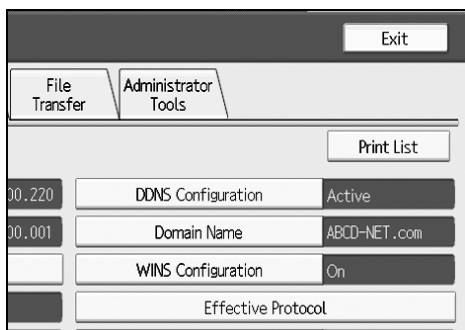 Exit
File Transfer
Administrator Tools
Print List
00.220 DDNS Configuration Active
00.001 Domain Name ABCD-NET.com
WINS Configuration On
Effective Protocol